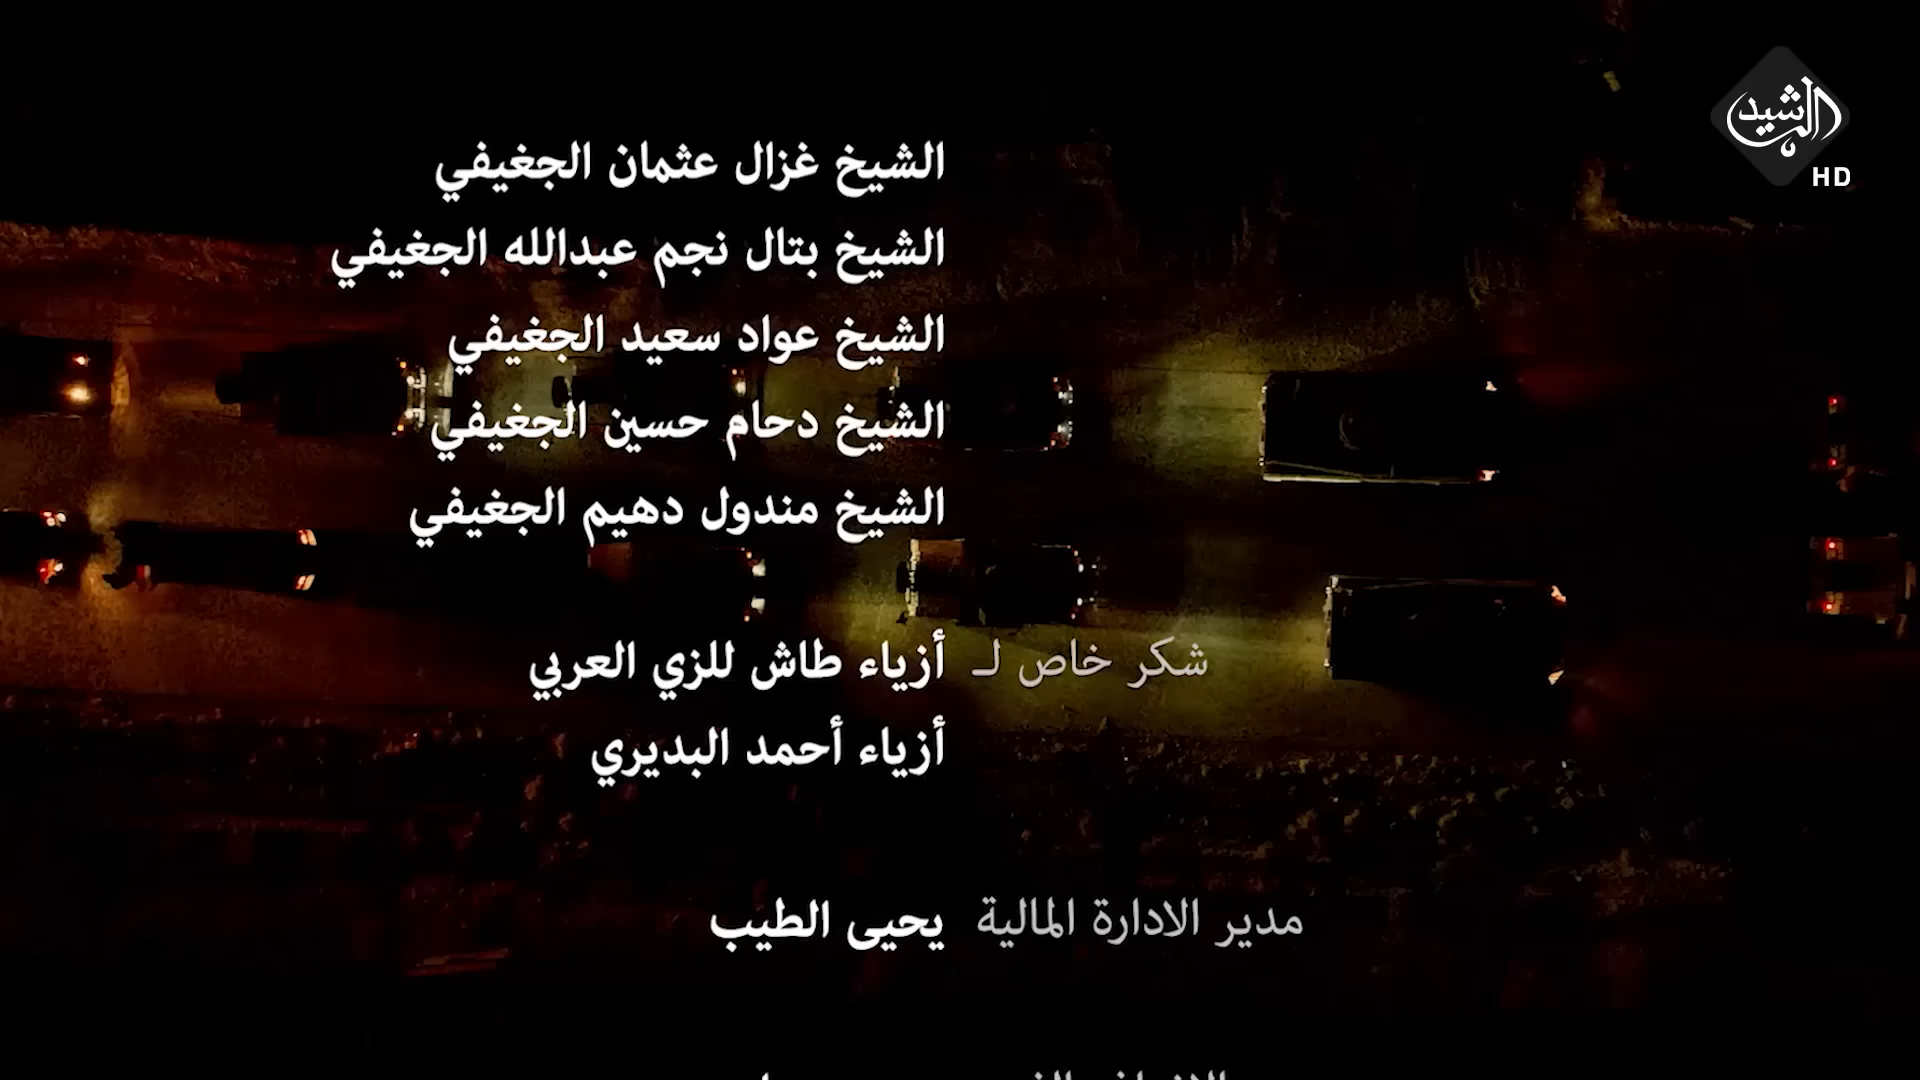 الرشيد
HD
الشيخ غزال عثمان الجغيفي
الشيخ بتال نجم عبدالله الجغيفي
الشيخ عواد سعيد الجغيفي
الشيخ دحام حسين الجغيفي
الشيخ مندول دهيم الجغيفي
شكر خاص لـ أزياء طاش للزي العربي
أزياء أحمد البديري
مدير الادارة المالية يحيى الطيب